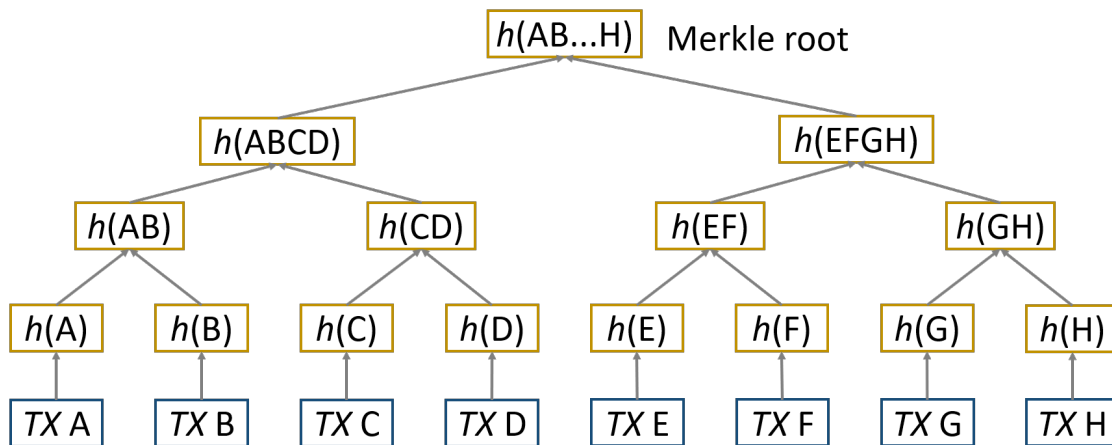 h(AB...H) Merkle root
h(ABCD) h(EFGH)
h(AB) h(CD) h(EF) h(GH)
h(A) h(B) h(C) h(D) h(E) h(F) h(G) h(H)
TX A TX B TX C TX D TX E TX F TX G TX H